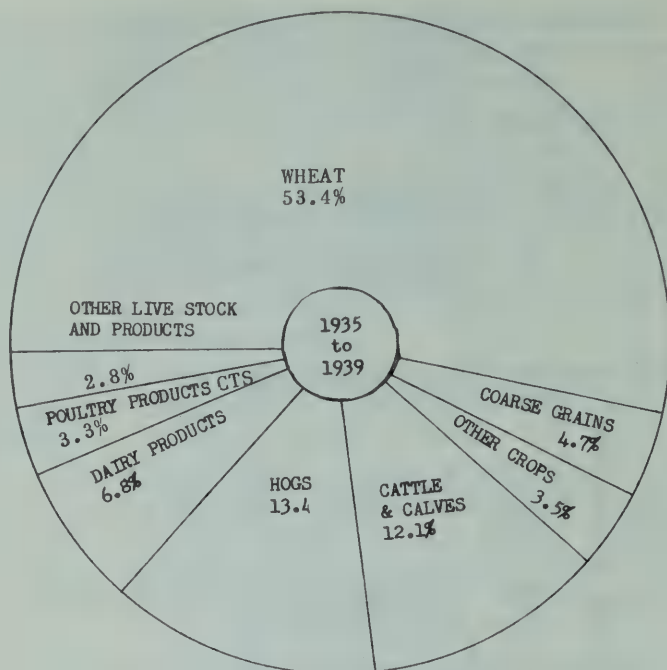 WHEAT
53.4%
OTHER LIVE STOCK
AND PRODUCTS
2.8%
1935
to
1939
POULTRY PRODUCTS CTS
3.3%
DAIRY PRODUCTS
6.8%
HOGS
13.4
CATTLE
& CALVES
12.1%
OTHER CROPS
3.5%
COARSE GRAINS
4.7%